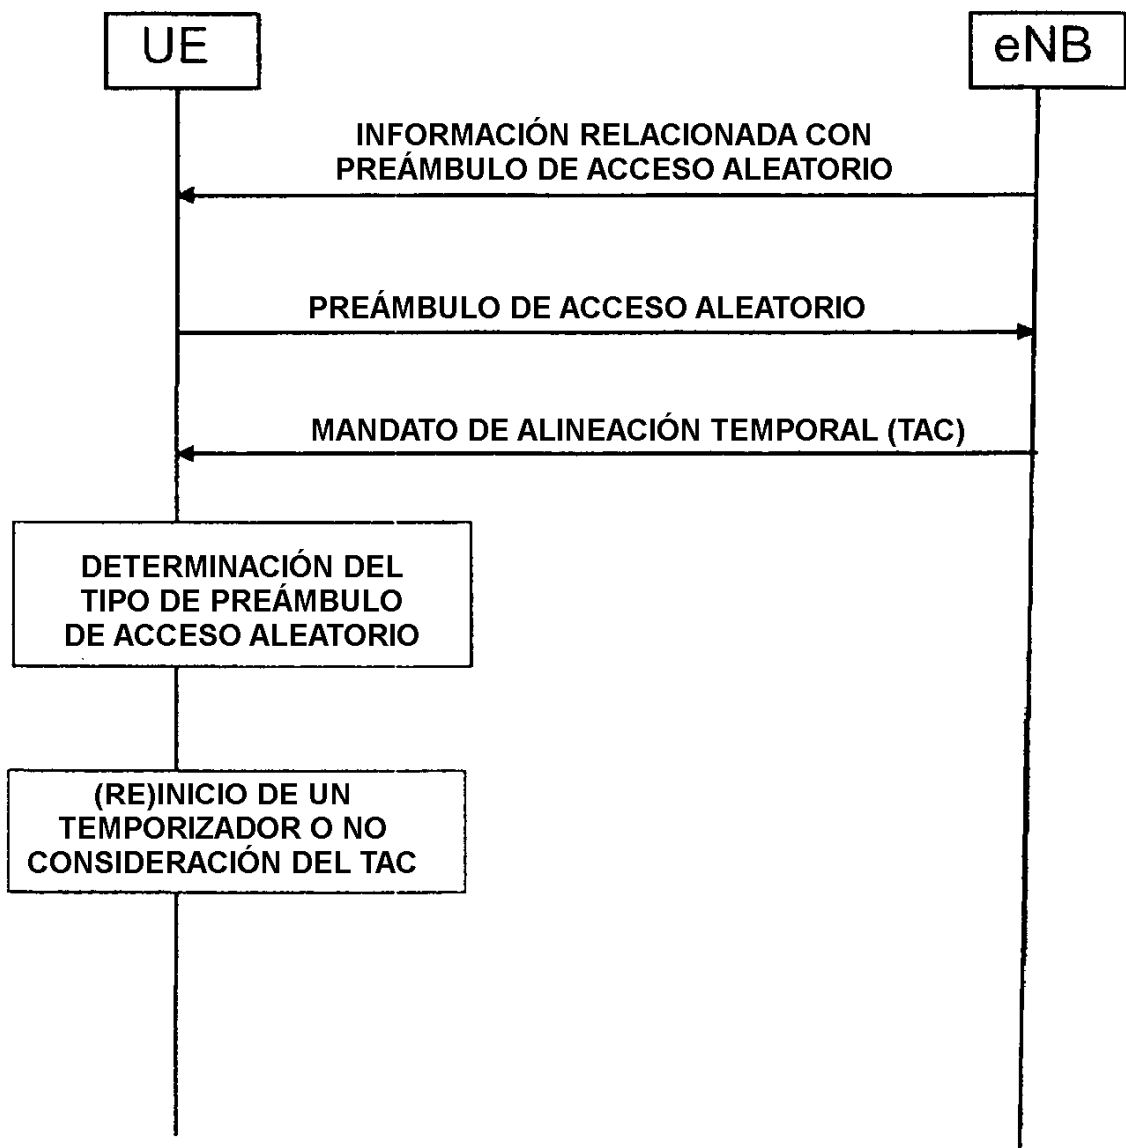 UE
eNB
INFORMACIÓN RELACIONADA CON
PREÁMBULO DE ACCESO ALEATORIO
PREÁMBULO DE ACCESO ALEATORIO
MANDATO DE ALINEACIÓN TEMPORAL (TAC)
DETERMINACIÓN DEL
TIPO DE PREÁMBULO
DE ACCESO ALEATORIO
(RE)INICIO DE UN
TEMPORIZADOR O NO
CONSIDERACIÓN DEL TAC